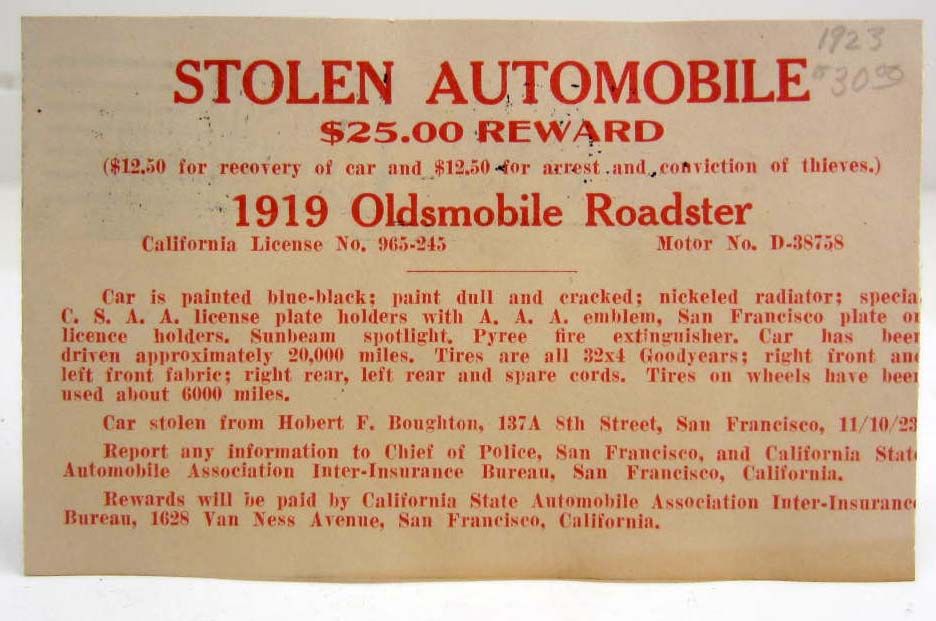 1923
$30.00
STOLEN AUTOMOBILE
$25.00 REWARD
($12.50 for recovery of car and $12.50 for arrest and conviction of thieves.)
1919 Oldsmobile Roadster
California License No. 965-245 Motor No. D-38758
Car is painted blue-black; paint dull and cracked; nickeled radiator; specia
C. S. A. A. license plate holders with A. A. A. emblem, San Francisco plate on
licence holders. Sunbeam spotlight. Pyree fire extinguisher. Car has been
driven approximately 20,000 miles. Tires are all 32x4 Goodyears; right front and
left front fabric; right rear, left rear and spare cords. Tires on wheels have been
used about 6000 miles.
Car stolen from Hobert F. Boughton, 137A 8th Street, San Francisco, 11/10/23
Report any information to Chief of Police, San Francisco, and California State
Automobile Association Inter-Insurance Bureau, San Francisco, California.
Rewards will be paid by California State Automobile Association Inter-Insurance
Bureau, 1628 Van Ness Avenue, San Francisco, California.